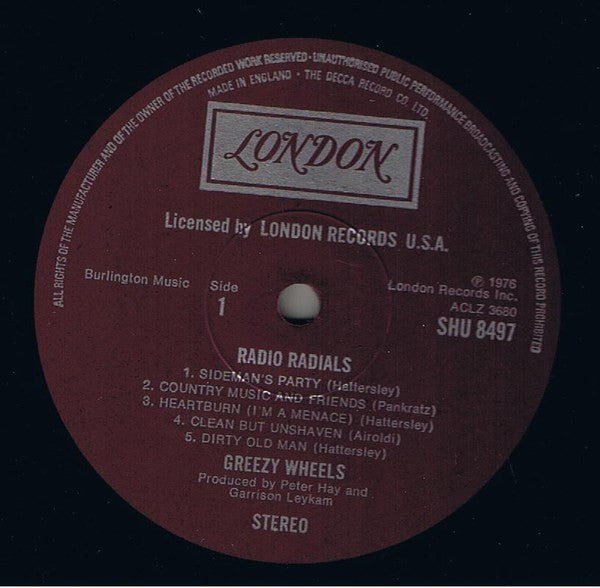 ALL RIGHTS OF THE MANUFACTURER AND OF THE OWNER OF THE RECORDED WORK RESERVED · UNAUTHORISED PUBLIC PERFORMANCE BROADCASTING AND COPYING OF THIS RECORD PROHIBITED
MADE IN ENGLAND · THE DECCA RECORD CO. LTD.
LONDON
Licensed by LONDON RECORDS U.S.A.
Burlington Music
Side
1
℗ 1976
London Records Inc.
ACLZ 3680
SHU 8497
RADIO RADIALS
1. SIDEMAN'S PARTY (Hattersley)
2. COUNTRY MUSIC AND FRIENDS (Pankratz)
3. HEARTBURN (I'M A MENACE) (Hattersley)
4. CLEAN BUT UNSHAVEN (Airoldi)
5. DIRTY OLD MAN (Hattersley)
GREEZY WHEELS
Produced by Peter Hay and
Garrison Leykam
STEREO